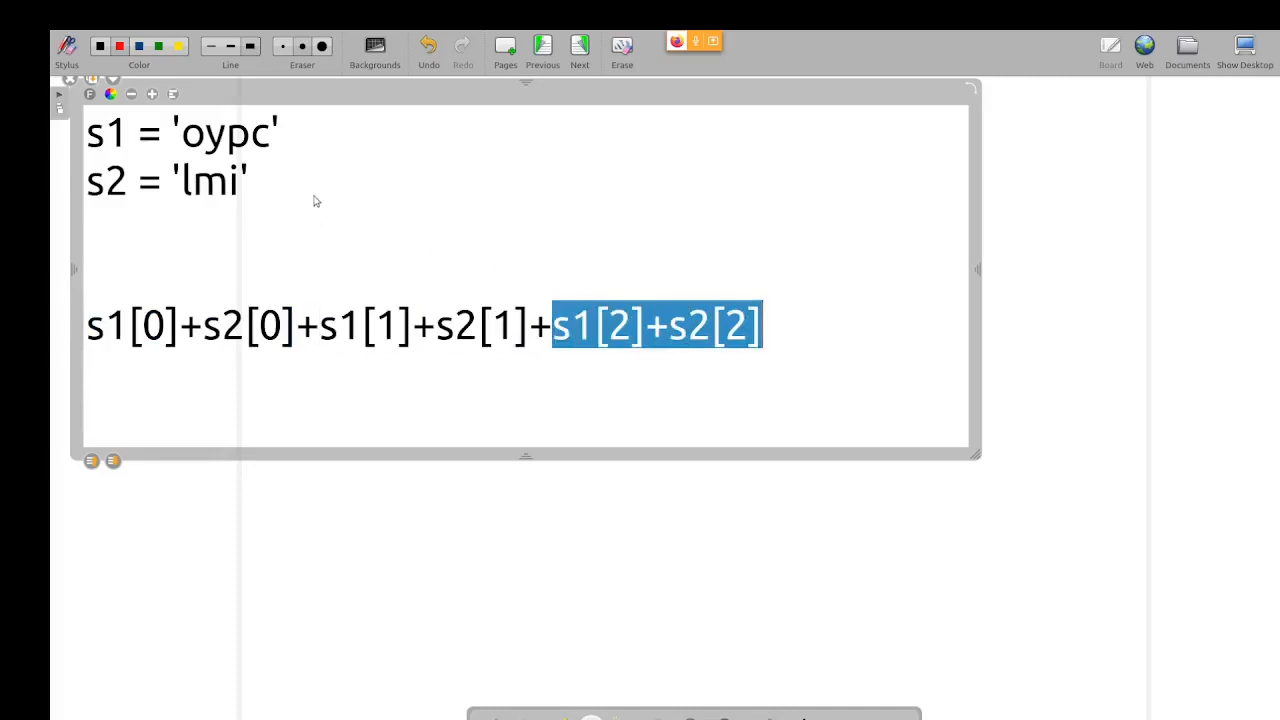 Stylus
Color
Line
Eraser
Backgrounds
Undo
Redo
Pages
Previous
Next
Erase
Board
Web
Documents
Show Desktop
F
s1 = 'oypc'
s2 = 'lmi'
s1[0]+s2[0]+s1[1]+s2[1]+s1[2]+s2[2]